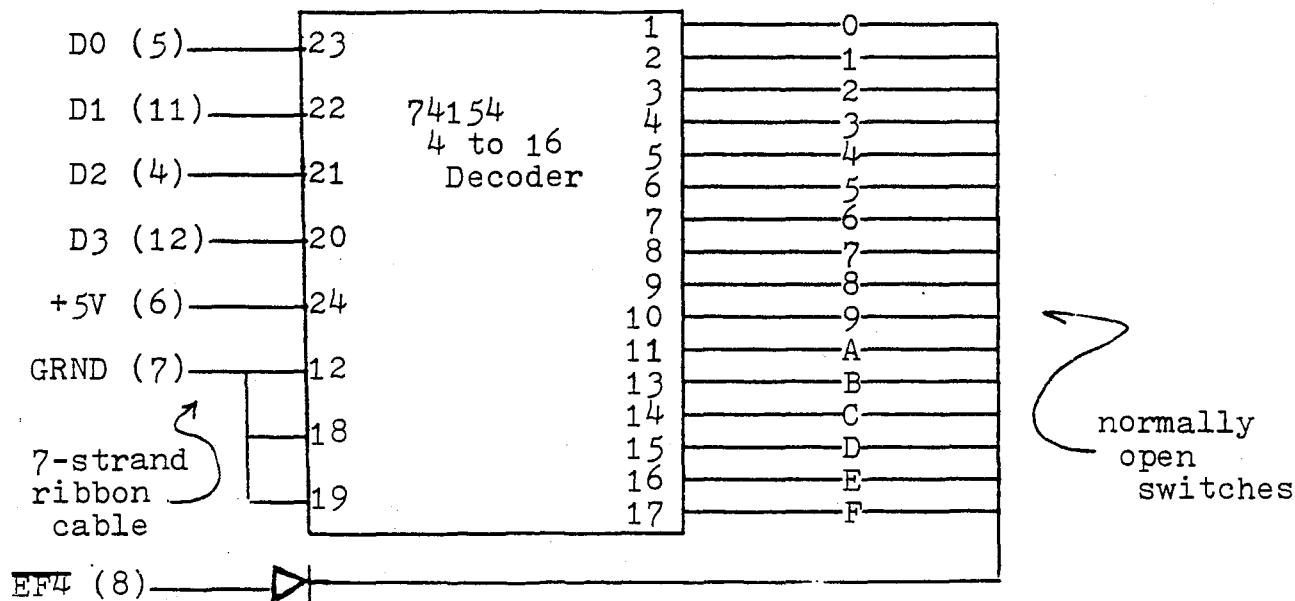 D0 (5) 23
D1 (11) 22
D2 (4) 21
D3 (12) 20
+5V (6) 24
GRND (7) 12
18
19
7-strand
ribbon
cable
EF4 (8)
74154
4 to 16
Decoder
1 0
2 1
3 2
4 3
5 4
6 5
7 6
8 7
9 8
10 9
11 A
13 B
14 C
15 D
16 E
17 F
normally
open
switches